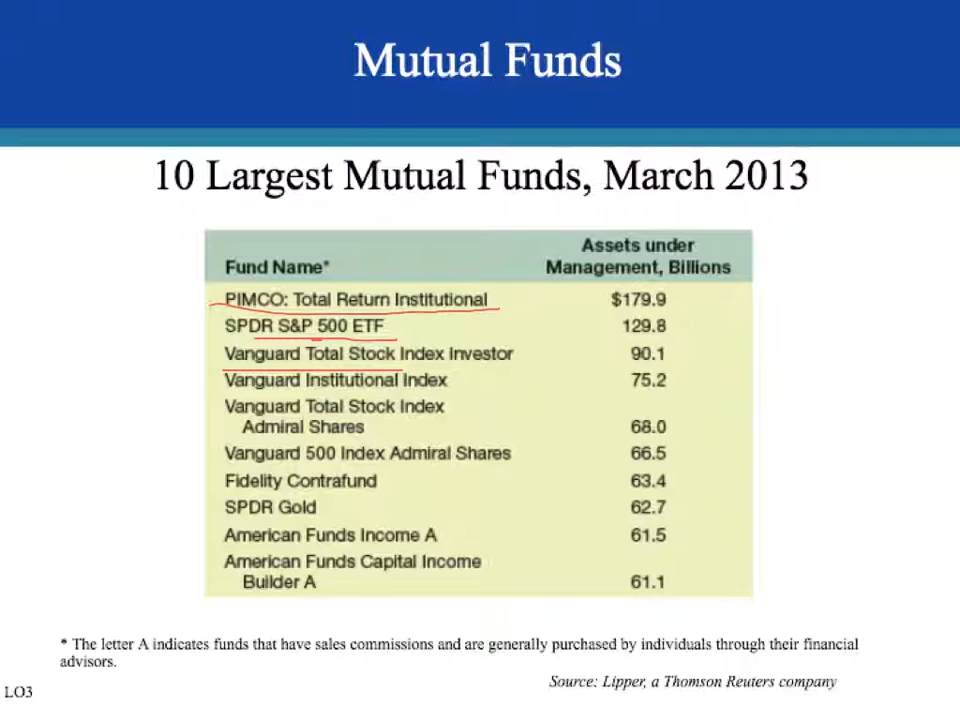 Mutual Funds
10 Largest Mutual Funds, March 2013
Assets under
Fund Name* Management, Billions
PIMCO: Total Return Institutional $179.9
SPDR S&P 500 ETF 129.8
Vanguard Total Stock Index Investor 90.1
Vanguard Institutional Index 75.2
Vanguard Total Stock Index
Admiral Shares 68.0
Vanguard 500 Index Admiral Shares 66.5
Fidelity Contrafund 63.4
SPDR Gold 62.7
American Funds Income A 61.5
American Funds Capital Income
Builder A 61.1
* The letter A indicates funds that have sales commissions and are generally purchased by individuals through their financial
advisors.
Source: Lipper, a Thomson Reuters company
LO3